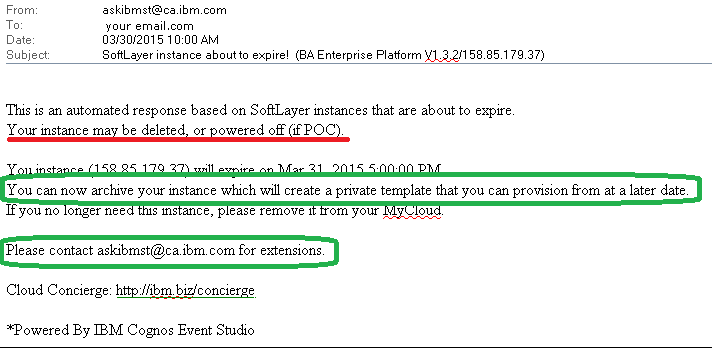 From: askibmst@ca.ibm.com
To: your email.com
Date: 03/30/2015 10:00 AM
Subject: SoftLayer instance about to expire! (BA Enterprise Platform V1.3.2/158.85.179.37)
This is an automated response based on SoftLayer instances that are about to expire.
Your instance may be deleted, or powered off (if POC).
You instance (158.85.179.37) will expire on Mar 31, 2015 5:00:00 PM
You can now archive your instance which will create a private template that you can provision from at a later date.
If you no longer need this instance, please remove it from your MyCloud.
Please contact askibmst@ca.ibm.com for extensions.
Cloud Concierge: http://ibm.biz/concierge
*Powered By IBM Cognos Event Studio